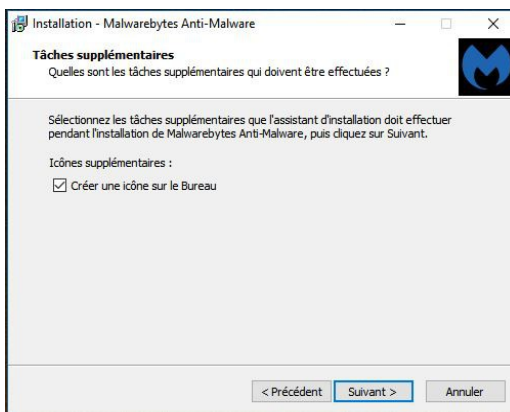 Installation - Malwarebytes Anti-Malware
Tâches supplémentaires
Quelles sont les tâches supplémentaires qui doivent être effectuées ?
Sélectionnez les tâches supplémentaires que l'assistant d'installation doit effectuer
pendant l'installation de Malwarebytes Anti-Malware, puis cliquez sur Suivant.
Icônes supplémentaires :
Créer une icône sur le Bureau
< Précédent
Suivant >
Annuler